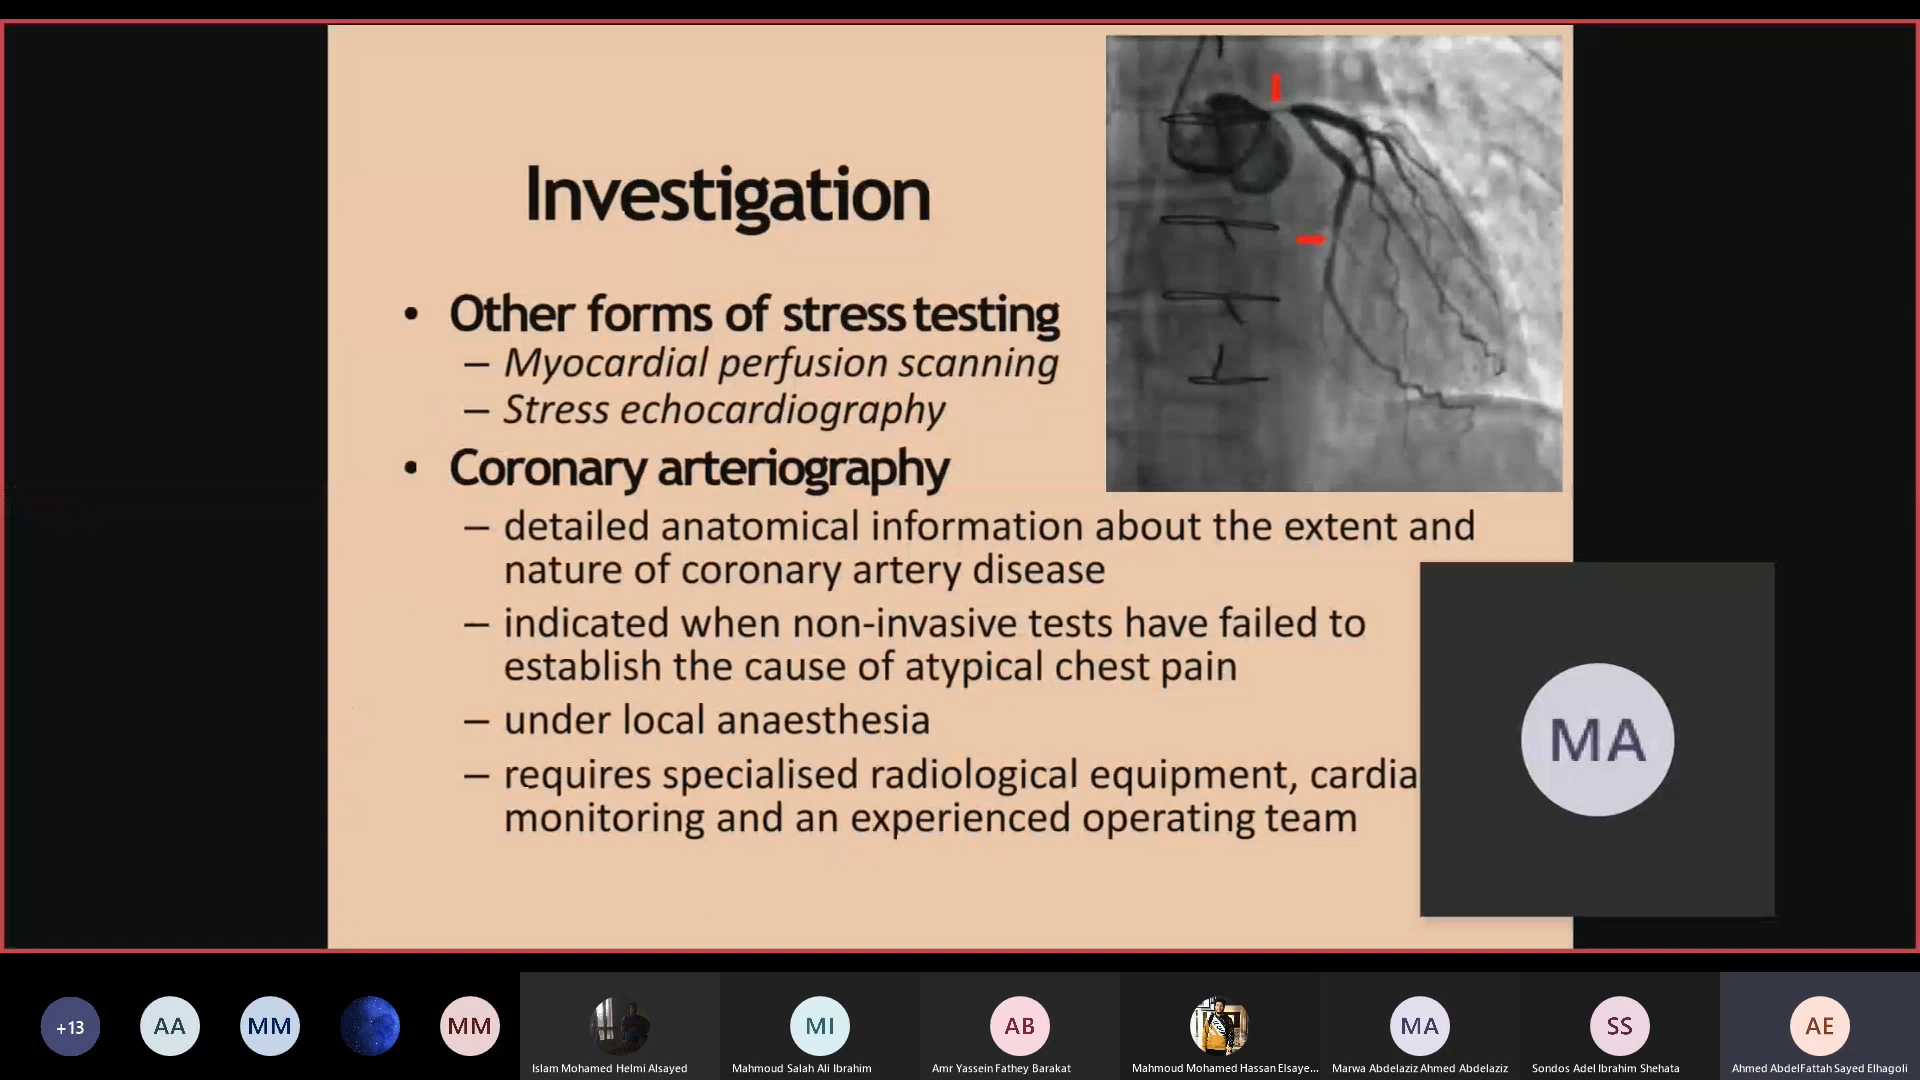 Investigation
• Other forms of stress testing
– Myocardial perfusion scanning
– Stress echocardiography
• Coronary arteriography
– detailed anatomical information about the extent and
nature of coronary artery disease
– indicated when non-invasive tests have failed to
establish the cause of atypical chest pain
– under local anaesthesia
– requires specialised radiological equipment, cardia
monitoring and an experienced operating team
MA
+13
AA
MM
MM
MI
AB
MA
SS
AE
Islam Mohamed Helmi Alsayed
Mahmoud Salah Ali Ibrahim
Amr Yassein Fathey Barakat
Mahmoud Mohamed Hassan Elsaye...
Marwa Abdelaziz Ahmed Abdelaziz
Sondos Adel Ibrahim Shehata
Ahmed AbdelFattah Sayed Elhagoli